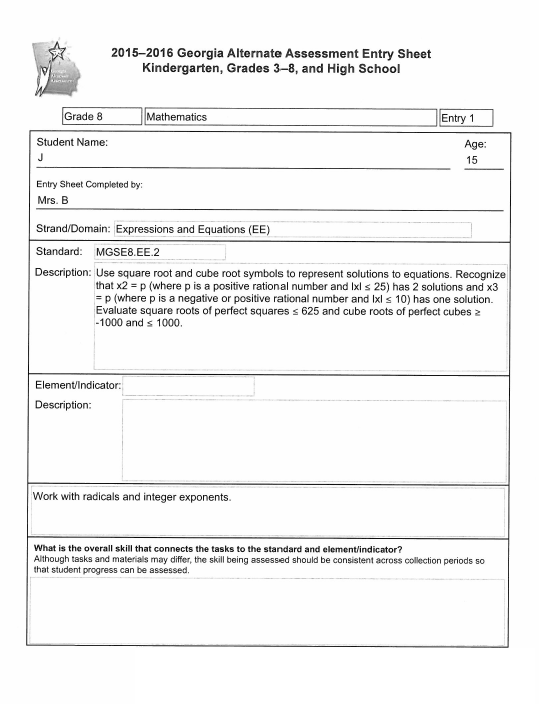 2015–2016 Georgia Alternate Assessment Entry Sheet
Kindergarten, Grades 3–8, and High School
Grade 8
Mathematics
Entry 1
Student Name:
Age:
J
15
Entry Sheet Completed by:
Mrs. B
Strand/Domain: Expressions and Equations (EE)
Standard: MGSE8.EE.2
Description: Use square root and cube root symbols to represent solutions to equations. Recognize
that x2 = p (where p is a positive rational number and lxl ≤ 25) has 2 solutions and x3
= p (where p is a negative or positive rational number and lxl ≤ 10) has one solution.
Evaluate square roots of perfect squares ≤ 625 and cube roots of perfect cubes ≥
-1000 and ≤ 1000.
Element/Indicator:
Description:
Work with radicals and integer exponents.
What is the overall skill that connects the tasks to the standard and element/indicator?
Although tasks and materials may differ, the skill being assessed should be consistent across collection periods so
that student progress can be assessed.